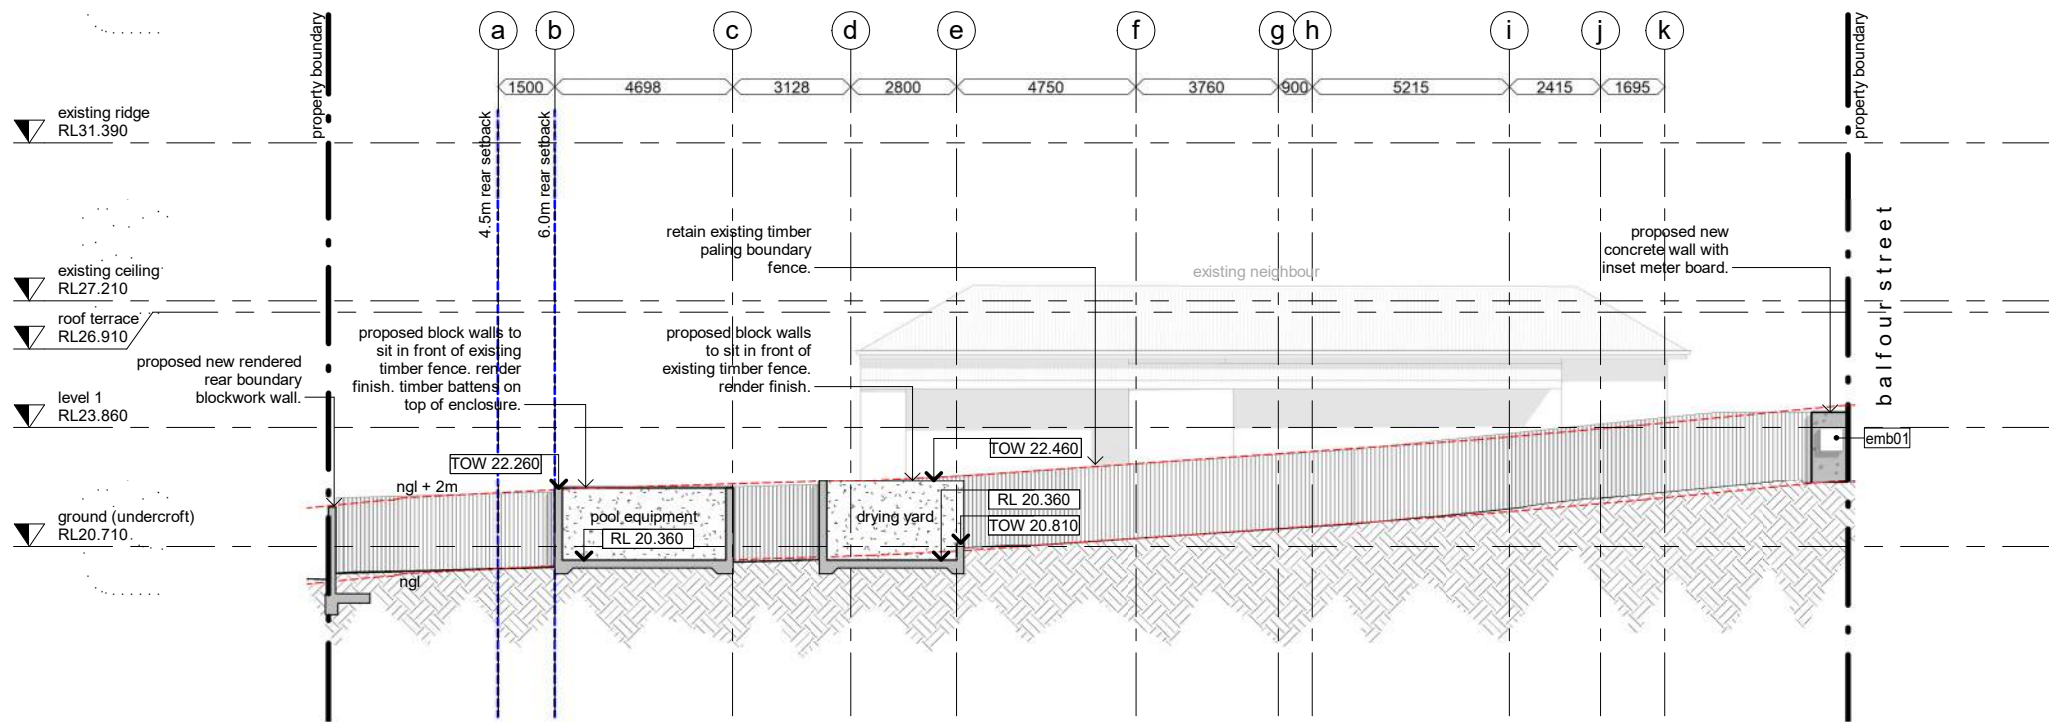 property boundary
a
b
c
d
e
f
g
h
i
j
k
property boundary
1500
4698
3128
2800
4750
3760
900
5215
2415
1695
existing ridge
RL31.390
4.5m rear setback
6.0m rear setback
existing ceiling
RL27.210
roof terrace
RL26.910
level 1
RL23.860
ground (undercroft)
RL20.710
proposed new rendered
rear boundary
blockwork wall.
proposed block walls to
sit in front of existing
timber fence. render
finish. timber battens on
top of enclosure.
retain existing timber
paling boundary
fence.
proposed block walls
to sit in front of
existing timber fence.
render finish.
existing neighbour
proposed new
concrete wall with
inset meter board.
balfour street
emb01
TOW 22.260
TOW 22.460
ngl + 2m
RL 20.360
TOW 20.810
pool equipment
RL 20.360
drying yard
ngl